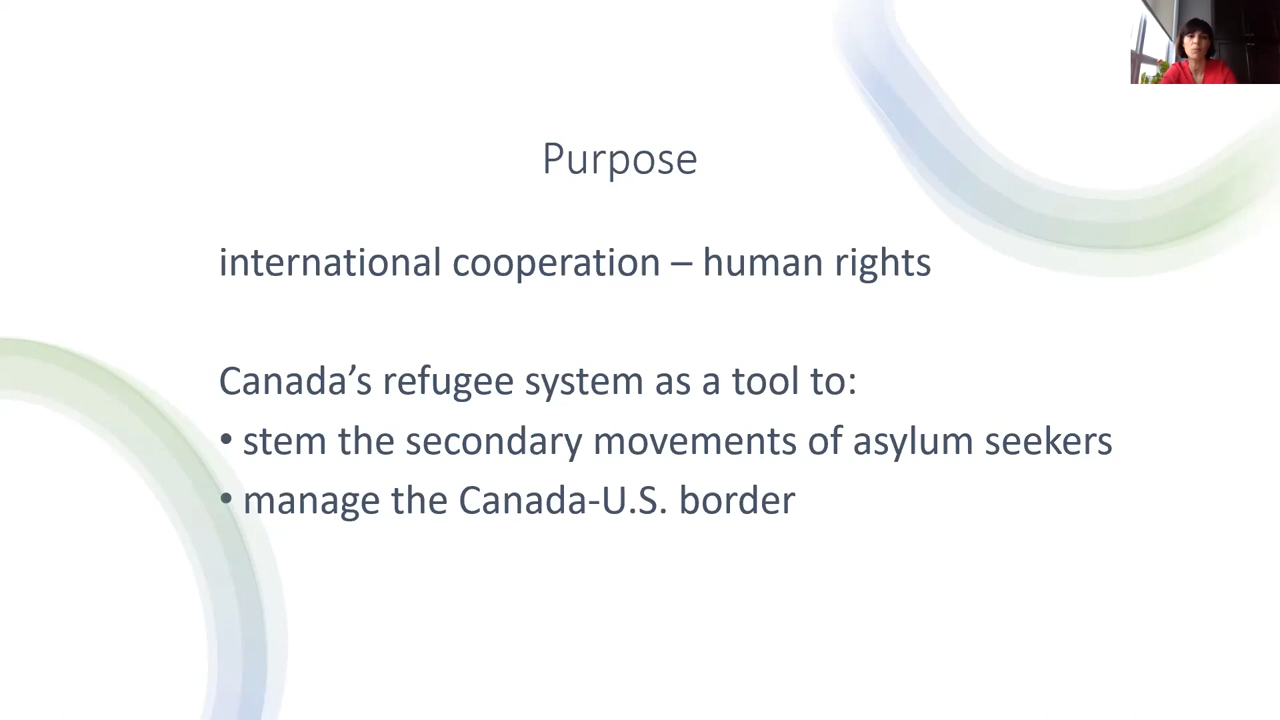 Purpose
international cooperation – human rights
Canada’s refugee system as a tool to:
• stem the secondary movements of asylum seekers
• manage the Canada-U.S. border